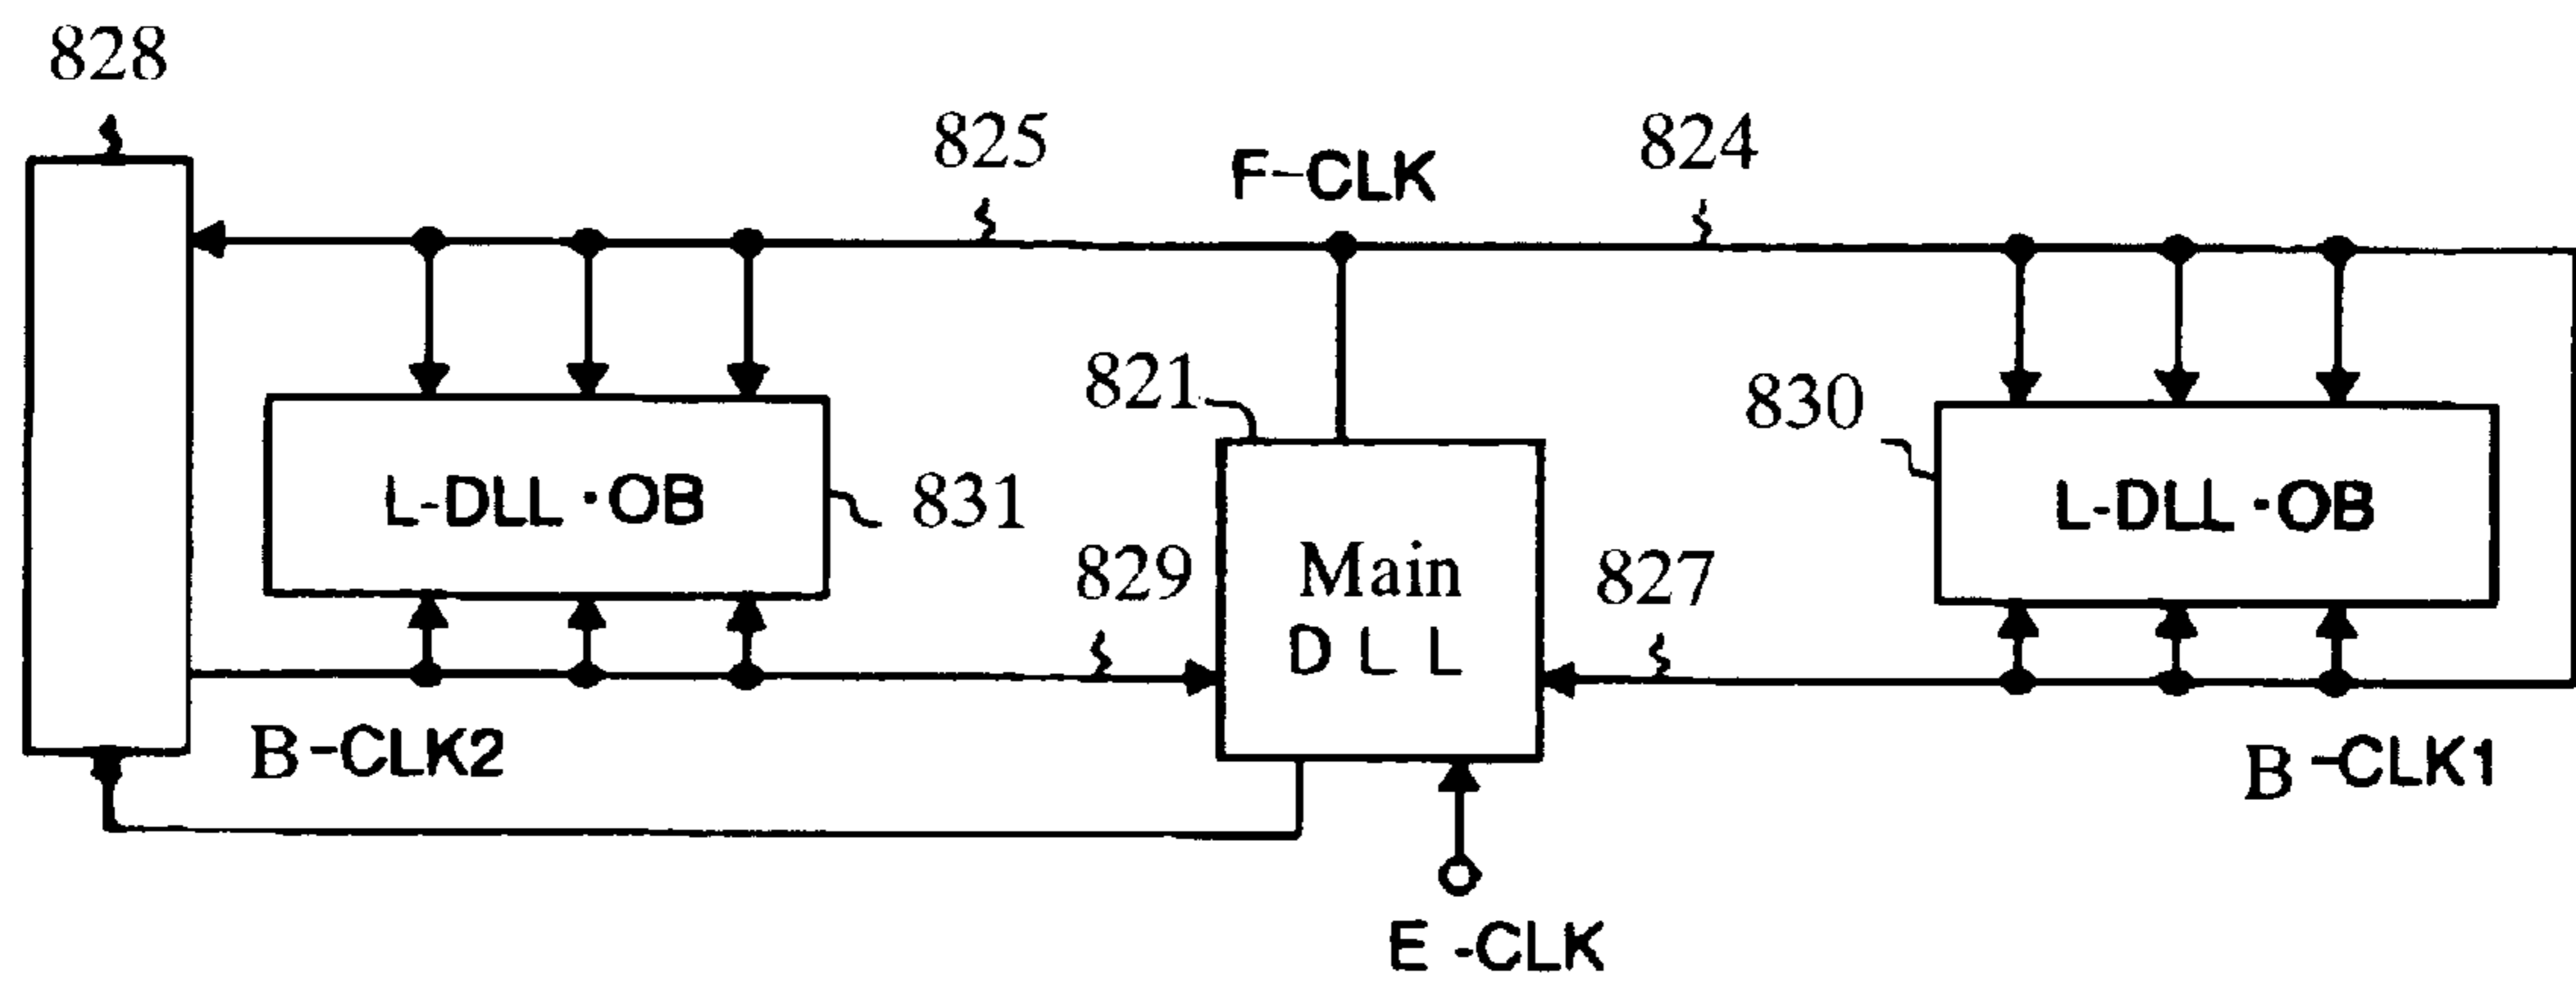 828
825
F-CLK
824
821
830
L-DLL·OB
831
L-DLL·OB
829
Main
DLL
827
B-CLK2
B-CLK1
E-CLK